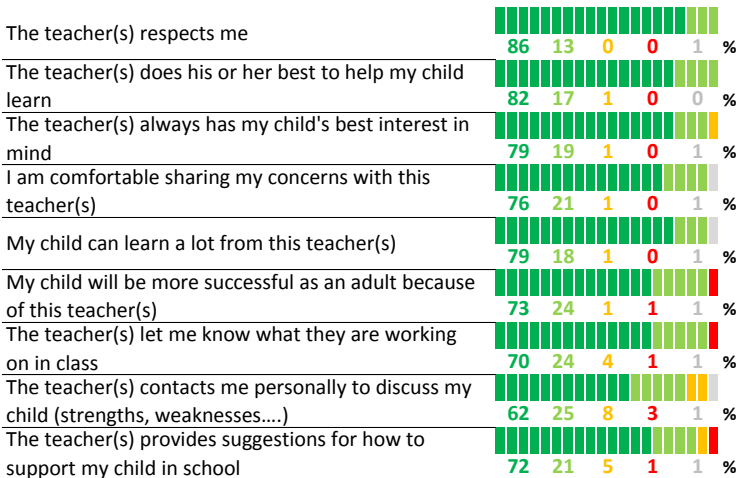 The teacher(s) respects me
86 13 0 0 1 %
The teacher(s) does his or her best to help my child
learn
82 17 1 0 0 %
The teacher(s) always has my child's best interest in
mind
79 19 1 0 1 %
I am comfortable sharing my concerns with this
teacher(s)
76 21 1 0 1 %
My child can learn a lot from this teacher(s)
79 18 1 0 1 %
My child will be more successful as an adult because
of this teacher(s)
73 24 1 1 1 %
The teacher(s) let me know what they are working
on in class
70 24 4 1 1 %
The teacher(s) contacts me personally to discuss my
child (strengths, weaknesses....)
62 25 8 3 1 %
The teacher(s) provides suggestions for how to
support my child in school
72 21 5 1 1 %